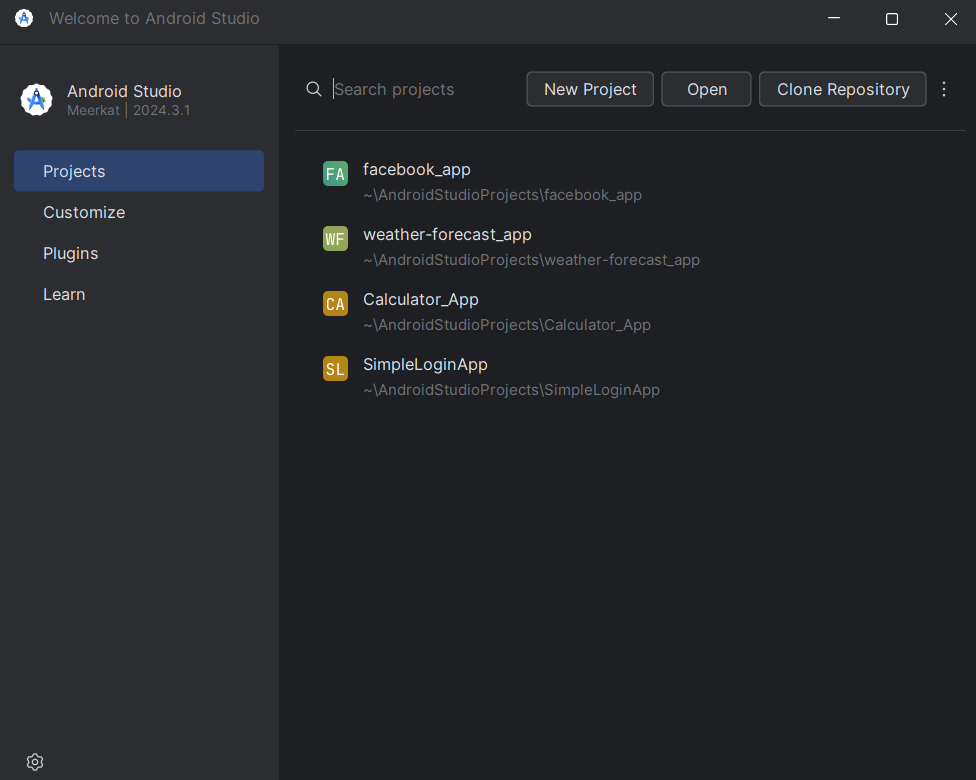 Welcome to Android Studio
Android Studio
Meerkat | 2024.3.1
Projects
Customize
Plugins
Learn
Search projects
New Project
Open
Clone Repository
FA
facebook_app
~\AndroidStudioProjects\facebook_app
WF
weather-forecast_app
~\AndroidStudioProjects\weather-forecast_app
CA
Calculator_App
~\AndroidStudioProjects\Calculator_App
SL
SimpleLoginApp
~\AndroidStudioProjects\SimpleLoginApp